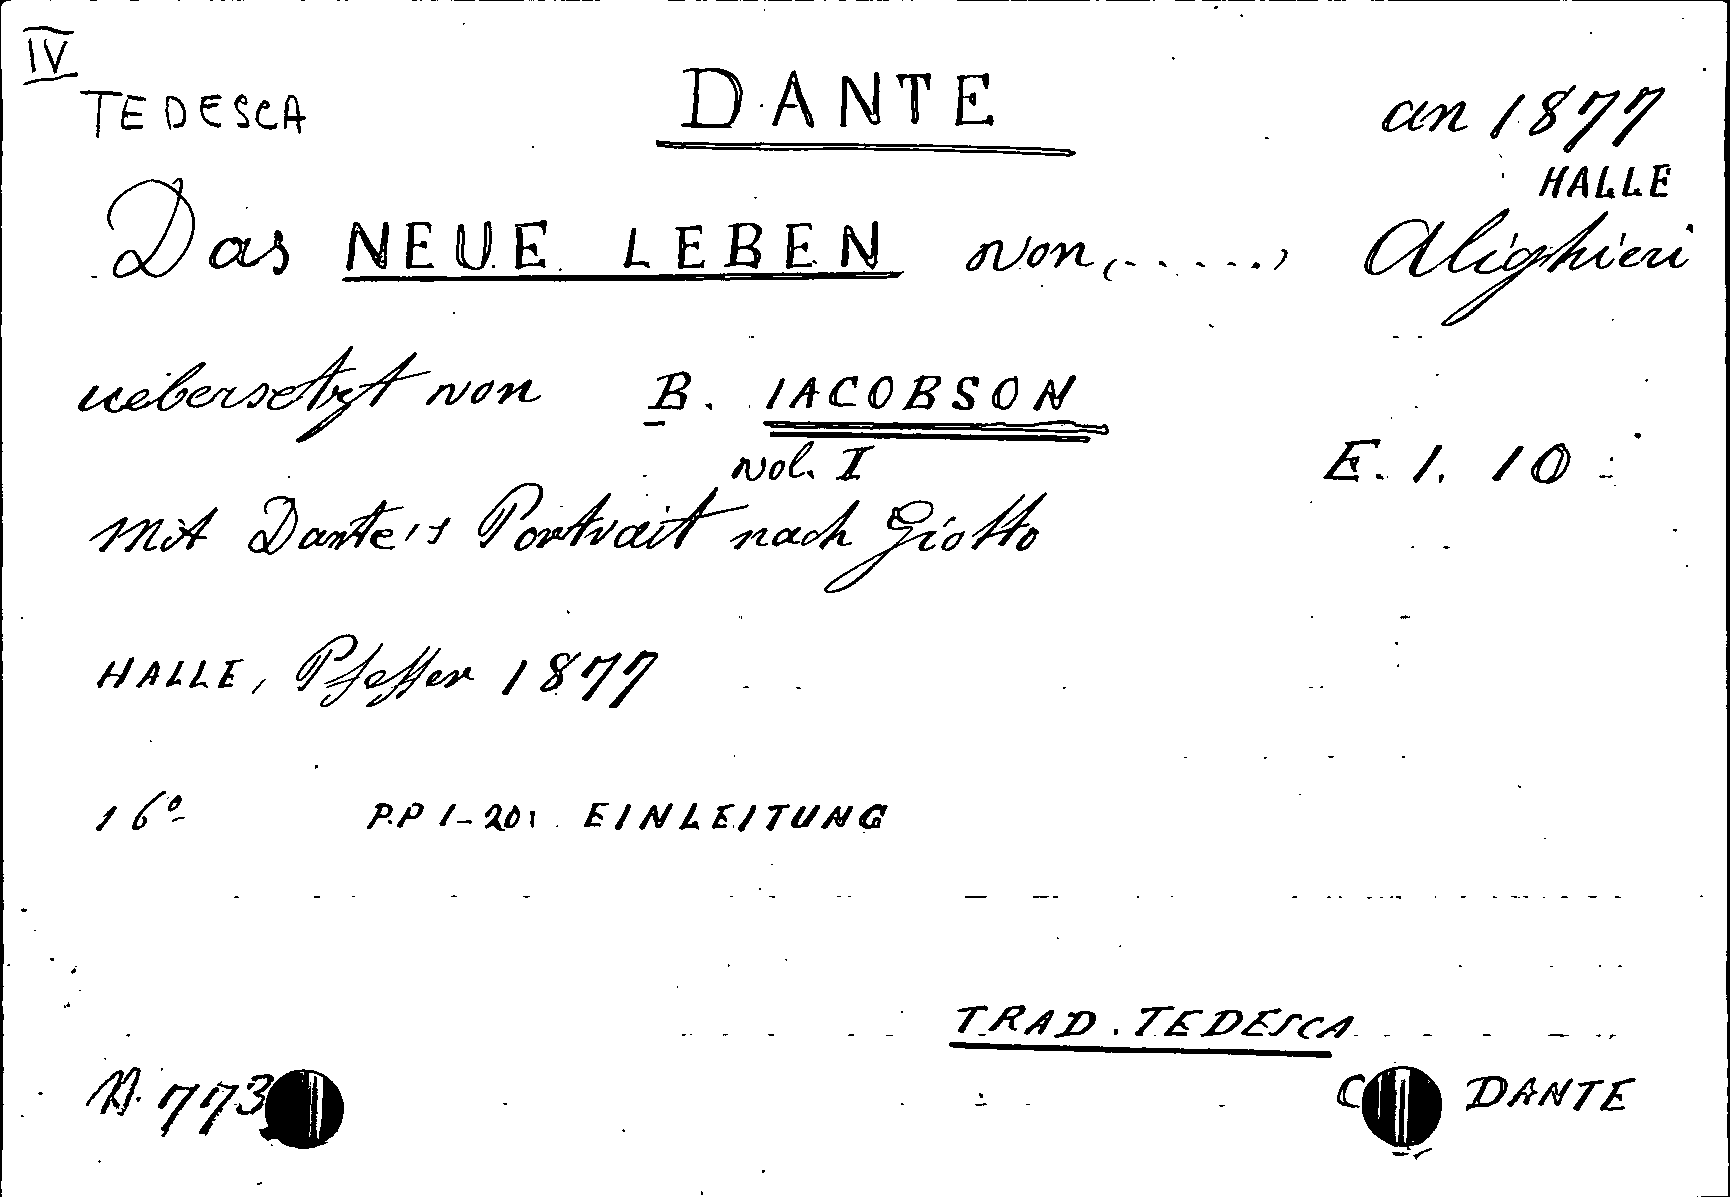 IV
TEDESCA DANTE an 1877
HALLE
Das NEUE LEBEN von (.....) Alighieri
uebersetzt von B. IACOBSON
vol. I E. 1. 10
mit Dante's Portrait nach Giotto
HALLE, Pfeffer 1877
16° P.P 1-20: EINLEITUNG
TRAD. TEDESCA
N. 773 DANTE